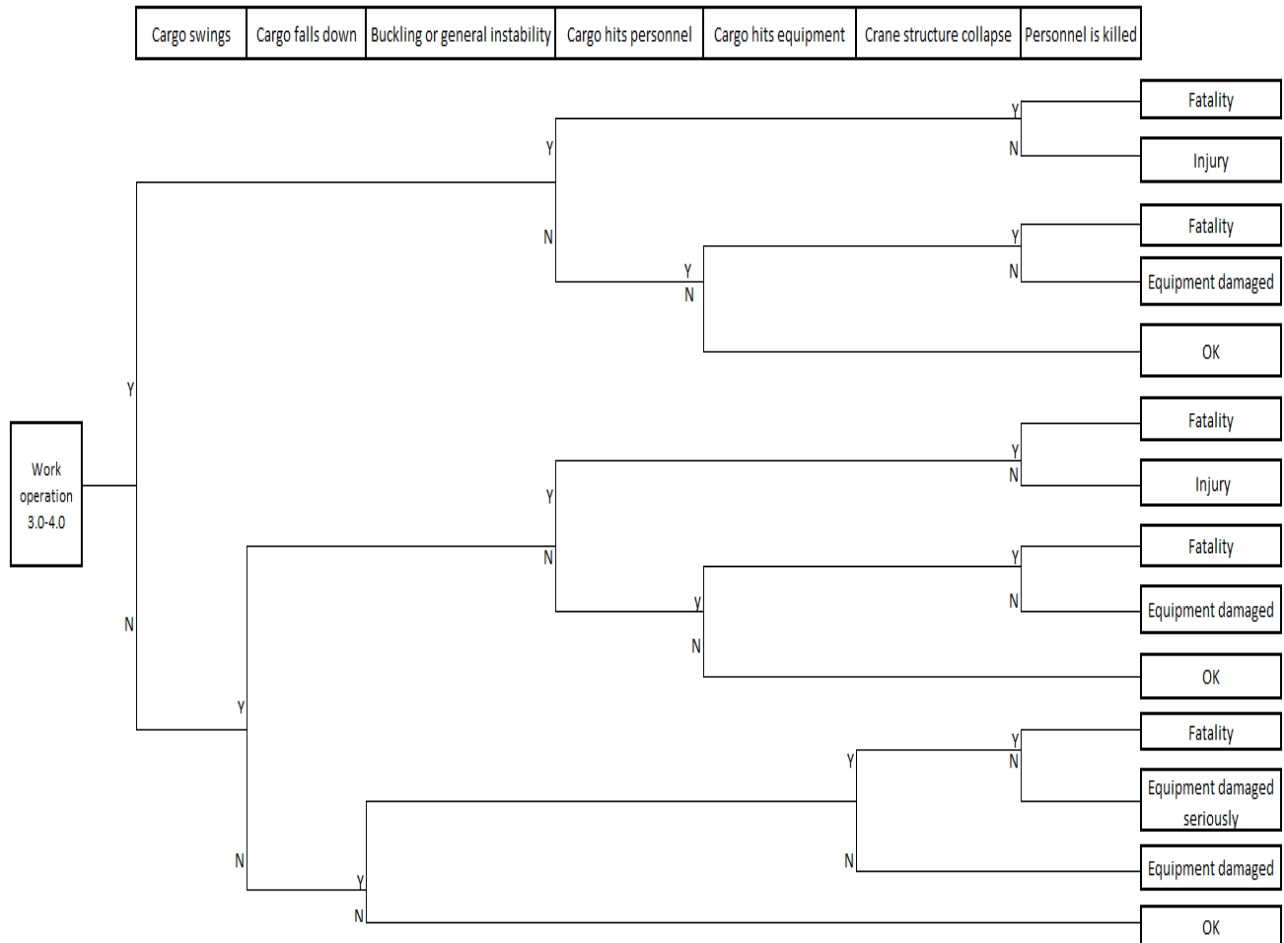 Cargo swings
Cargo falls down
Buckling or general instability
Cargo hits personnel
Cargo hits equipment
Crane structure collapse
Personnel is killed
Y
Fatality
Y
N
Injury
N
Y
Fatality
Y
N
N
Equipment damaged
OK
Y
Work
operation
3.0-4.0
Fatality
Y
Y
N
Injury
N
Y
Fatality
Y
N
Equipment damaged
N
N
OK
Y
Y
Fatality
Y
N
Equipment damaged
seriously
N
N
Equipment damaged
Y
N
OK